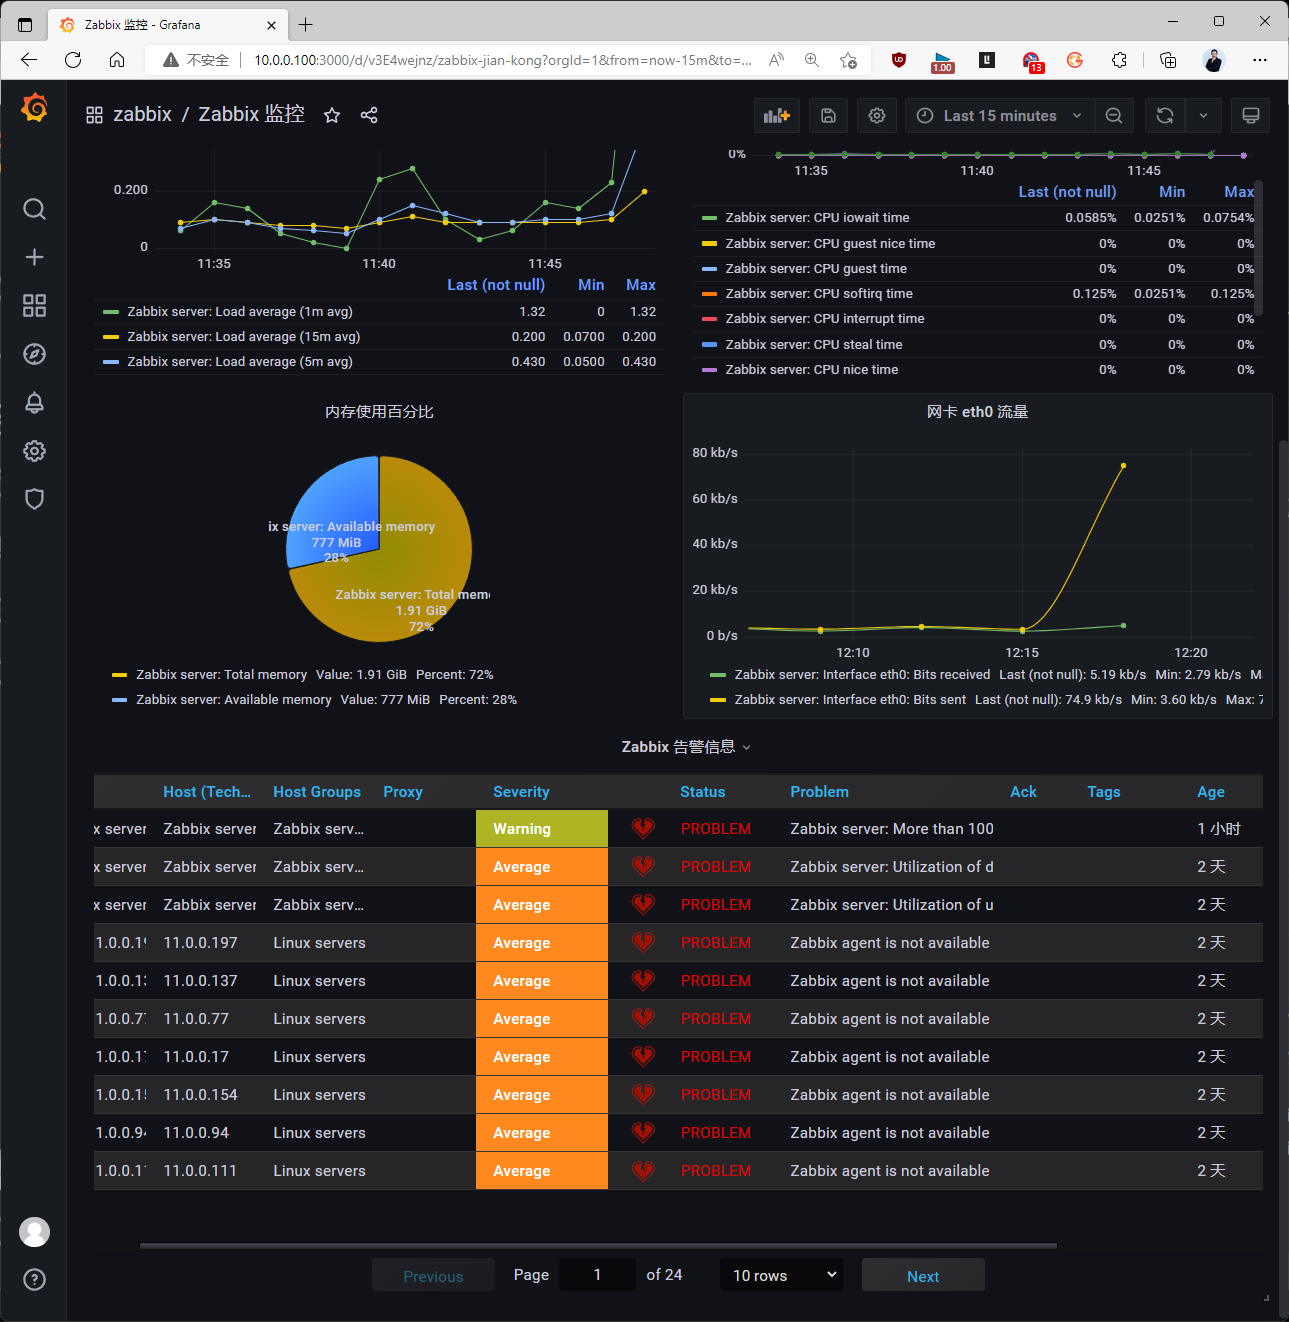 Zabbix 监控 - Grafana
不安全
10.0.0.100:3000/d/v3E4wejnz/zabbix-jian-kong?orgId=1&from=now-15m&to=...
1.00
13
zabbix / Zabbix 监控
Last 15 minutes
0.200
0
11:35 11:40 11:45
Last (not null) Min Max
Zabbix server: Load average (1m avg) 1.32 0 1.32
Zabbix server: Load average (15m avg) 0.200 0.0700 0.200
Zabbix server: Load average (5m avg) 0.430 0.0500 0.430
0%
11:35 11:40 11:45
Last (not null) Min Max
Zabbix server: CPU iowait time 0.0585% 0.0251% 0.0754%
Zabbix server: CPU guest nice time 0% 0% 0%
Zabbix server: CPU guest time 0% 0% 0%
Zabbix server: CPU softirq time 0.125% 0.0251% 0.125%
Zabbix server: CPU interrupt time 0% 0% 0%
Zabbix server: CPU steal time 0% 0% 0%
Zabbix server: CPU nice time 0% 0% 0%
内存使用百分比
ix server: Available memory
777 MiB
28%
Zabbix server: Total mem
1.91 GiB
72%
Zabbix server: Total memory Value: 1.91 GiB Percent: 72%
Zabbix server: Available memory Value: 777 MiB Percent: 28%
网卡 eth0 流量
80 kb/s
60 kb/s
40 kb/s
20 kb/s
0 b/s
12:10 12:15 12:20
Zabbix server: Interface eth0: Bits received Last (not null): 5.19 kb/s Min: 2.79 kb/s
Zabbix server: Interface eth0: Bits sent Last (not null): 74.9 kb/s Min: 3.60 kb/s Max: 7
Zabbix 告警信息
Host (Tech... Host Groups Proxy Severity Status Problem Ack Tags Age
x server Zabbix server Zabbix serv... Warning PROBLEM Zabbix server: More than 100 1 小时
x server Zabbix server Zabbix serv... Average PROBLEM Zabbix server: Utilization of d 2 天
x server Zabbix server Zabbix serv... Average PROBLEM Zabbix server: Utilization of u 2 天
1.0.0.19 11.0.0.197 Linux servers Average PROBLEM Zabbix agent is not available 2 天
1.0.0.13 11.0.0.137 Linux servers Average PROBLEM Zabbix agent is not available 2 天
1.0.0.77 11.0.0.77 Linux servers Average PROBLEM Zabbix agent is not available 2 天
1.0.0.17 11.0.0.17 Linux servers Average PROBLEM Zabbix agent is not available 2 天
1.0.0.15 11.0.0.154 Linux servers Average PROBLEM Zabbix agent is not available 2 天
1.0.0.94 11.0.0.94 Linux servers Average PROBLEM Zabbix agent is not available 2 天
1.0.0.11 11.0.0.111 Linux servers Average PROBLEM Zabbix agent is not available 2 天
Previous Page 1 of 24 10 rows Next